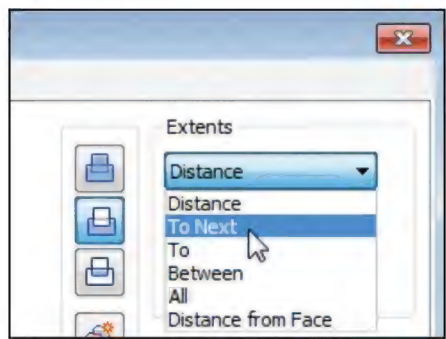 Extents
Distance
Distance
To Next
To
Between
All
Distance from Face